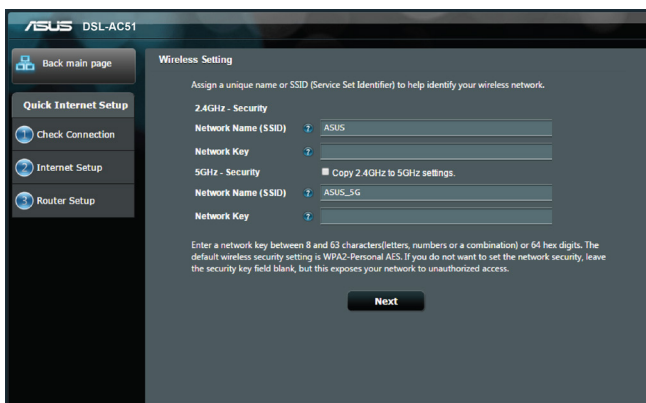 ASUS DSL-AC51
Back main page
Quick Internet Setup
1 Check Connection
2 Internet Setup
3 Router Setup
Wireless Setting
Assign a unique name or SSID (Service Set Identifier) to help identify your wireless network.
2.4GHz - Security
Network Name (SSID) ? ASUS
Network Key ?
5GHz - Security Copy 2.4GHz to 5GHz settings.
Network Name (SSID) ? ASUS_5G
Network Key ?
Enter a network key between 8 and 63 characters(letters, numbers or a combination) or 64 hex digits. The
default wireless security setting is WPA2-Personal AES. If you do not want to set the network security, leave
the security key field blank, but this exposes your network to unauthorized access.
Next